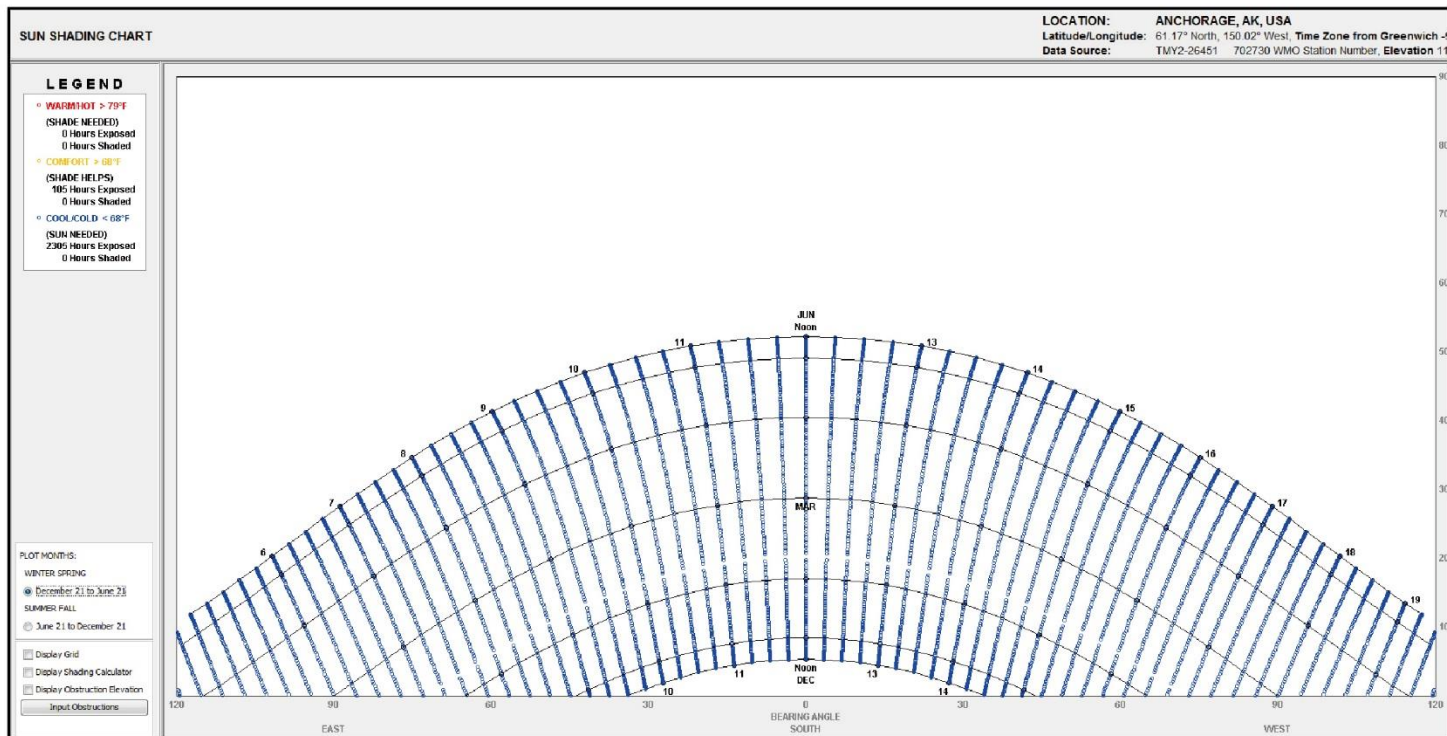 SUN SHADING CHART
LOCATION: ANCHORAGE, AK, USA
Latitude/Longitude: 61.17° North, 150.02° West, Time Zone from Greenwich -9
Data Source: TMY2-26451 702730 WMO Station Number, Elevation 11
LEGEND
WARM/HOT > 79°F
(SHADE NEEDED)
0 Hours Exposed
0 Hours Shaded
COMFORT > 68°F
(SHADE HELPS)
105 Hours Exposed
0 Hours Shaded
COOL/COLD < 68°F
(SUN NEEDED)
2305 Hours Exposed
0 Hours Shaded
PLOT MONTHS:
WINTER SPRING
December 21 to June 21
SUMMER FALL
June 21 to December 21
Display Grid
Display Shading Calculator
Display Obstruction Elevation
Input Obstructions
90
80
70
60
50
40
30
20
10
JUN
Noon
11
13
10
14
9
15
8
16
7
17
6
18
19
MAR
Noon
DEC
11
13
10
14
120
90
60
30
0
30
60
90
120
BEARING ANGLE
EAST
SOUTH
WEST